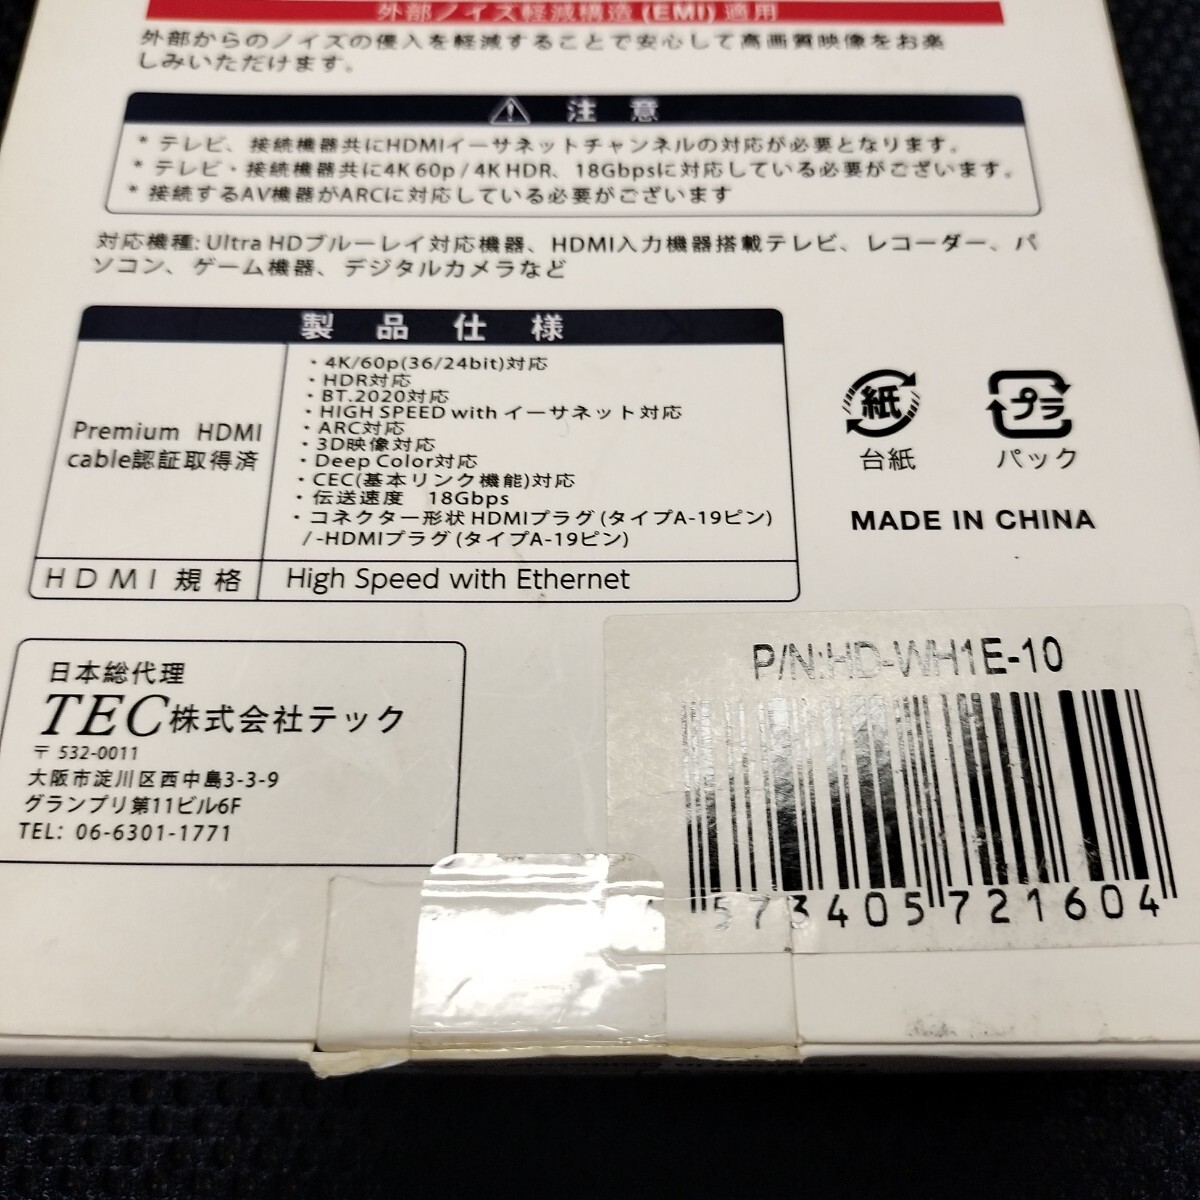 外部ノイズ軽減構造(EMI)適用
外部からのノイズの侵入を軽減することで安心して高画質映像をお楽
しみいただけます。
注 意
* テレビ、接続機器共にHDMIイーサネットチャンネルの対応が必要となります。
* テレビ・接続機器共に4K 60p / 4K HDR、18Gbpsに対応している必要がございます。
* 接続するAV機器がARCに対応している必要がございます
対応機種: Ultra HDブルーレイ対応機器、HDMI入力機器搭載テレビ、レコーダー、パ
ソコン、ゲーム機器、デジタルカメラなど
製 品 仕 様
Premium HDMI
cable認証取得済
・4K/60p(36/24bit)対応
・HDR対応
・BT.2020対応
・HIGH SPEED with イーサネット対応
・ARC対応
・3D映像対応
・Deep Color対応
・CEC(基本リンク機能)対応
・伝送速度 18Gbps
・コネクター形状 HDMIプラグ (タイプA-19ピン)
/ -HDMIプラグ (タイプA-19ピン)
HDMI 規格
High Speed with Ethernet
紙
台紙
プラ
パック
MADE IN CHINA
日本総代理
TEC株式会社テック
〒532-0011
大阪市淀川区西中島3-3-9
グランプリ第11ビル6F
TEL: 06-6301-1771
P/N:HD-WH1E-10
573405 721604